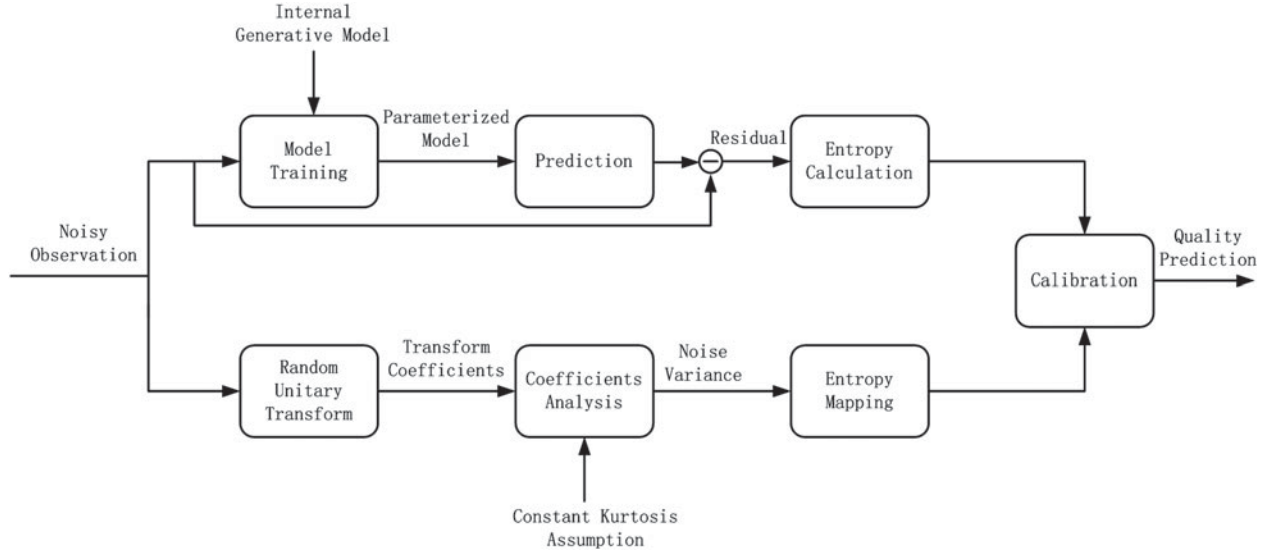 Internal
Generative Model
Model
Training
Parameterized
Model
Prediction
Residual
Entropy
Calculation
Noisy
Observation
Calibration
Quality
Prediction
Random
Unitary
Transform
Transform
Coefficients
Coefficients
Analysis
Noise
Variance
Entropy
Mapping
Constant Kurtosis
Assumption